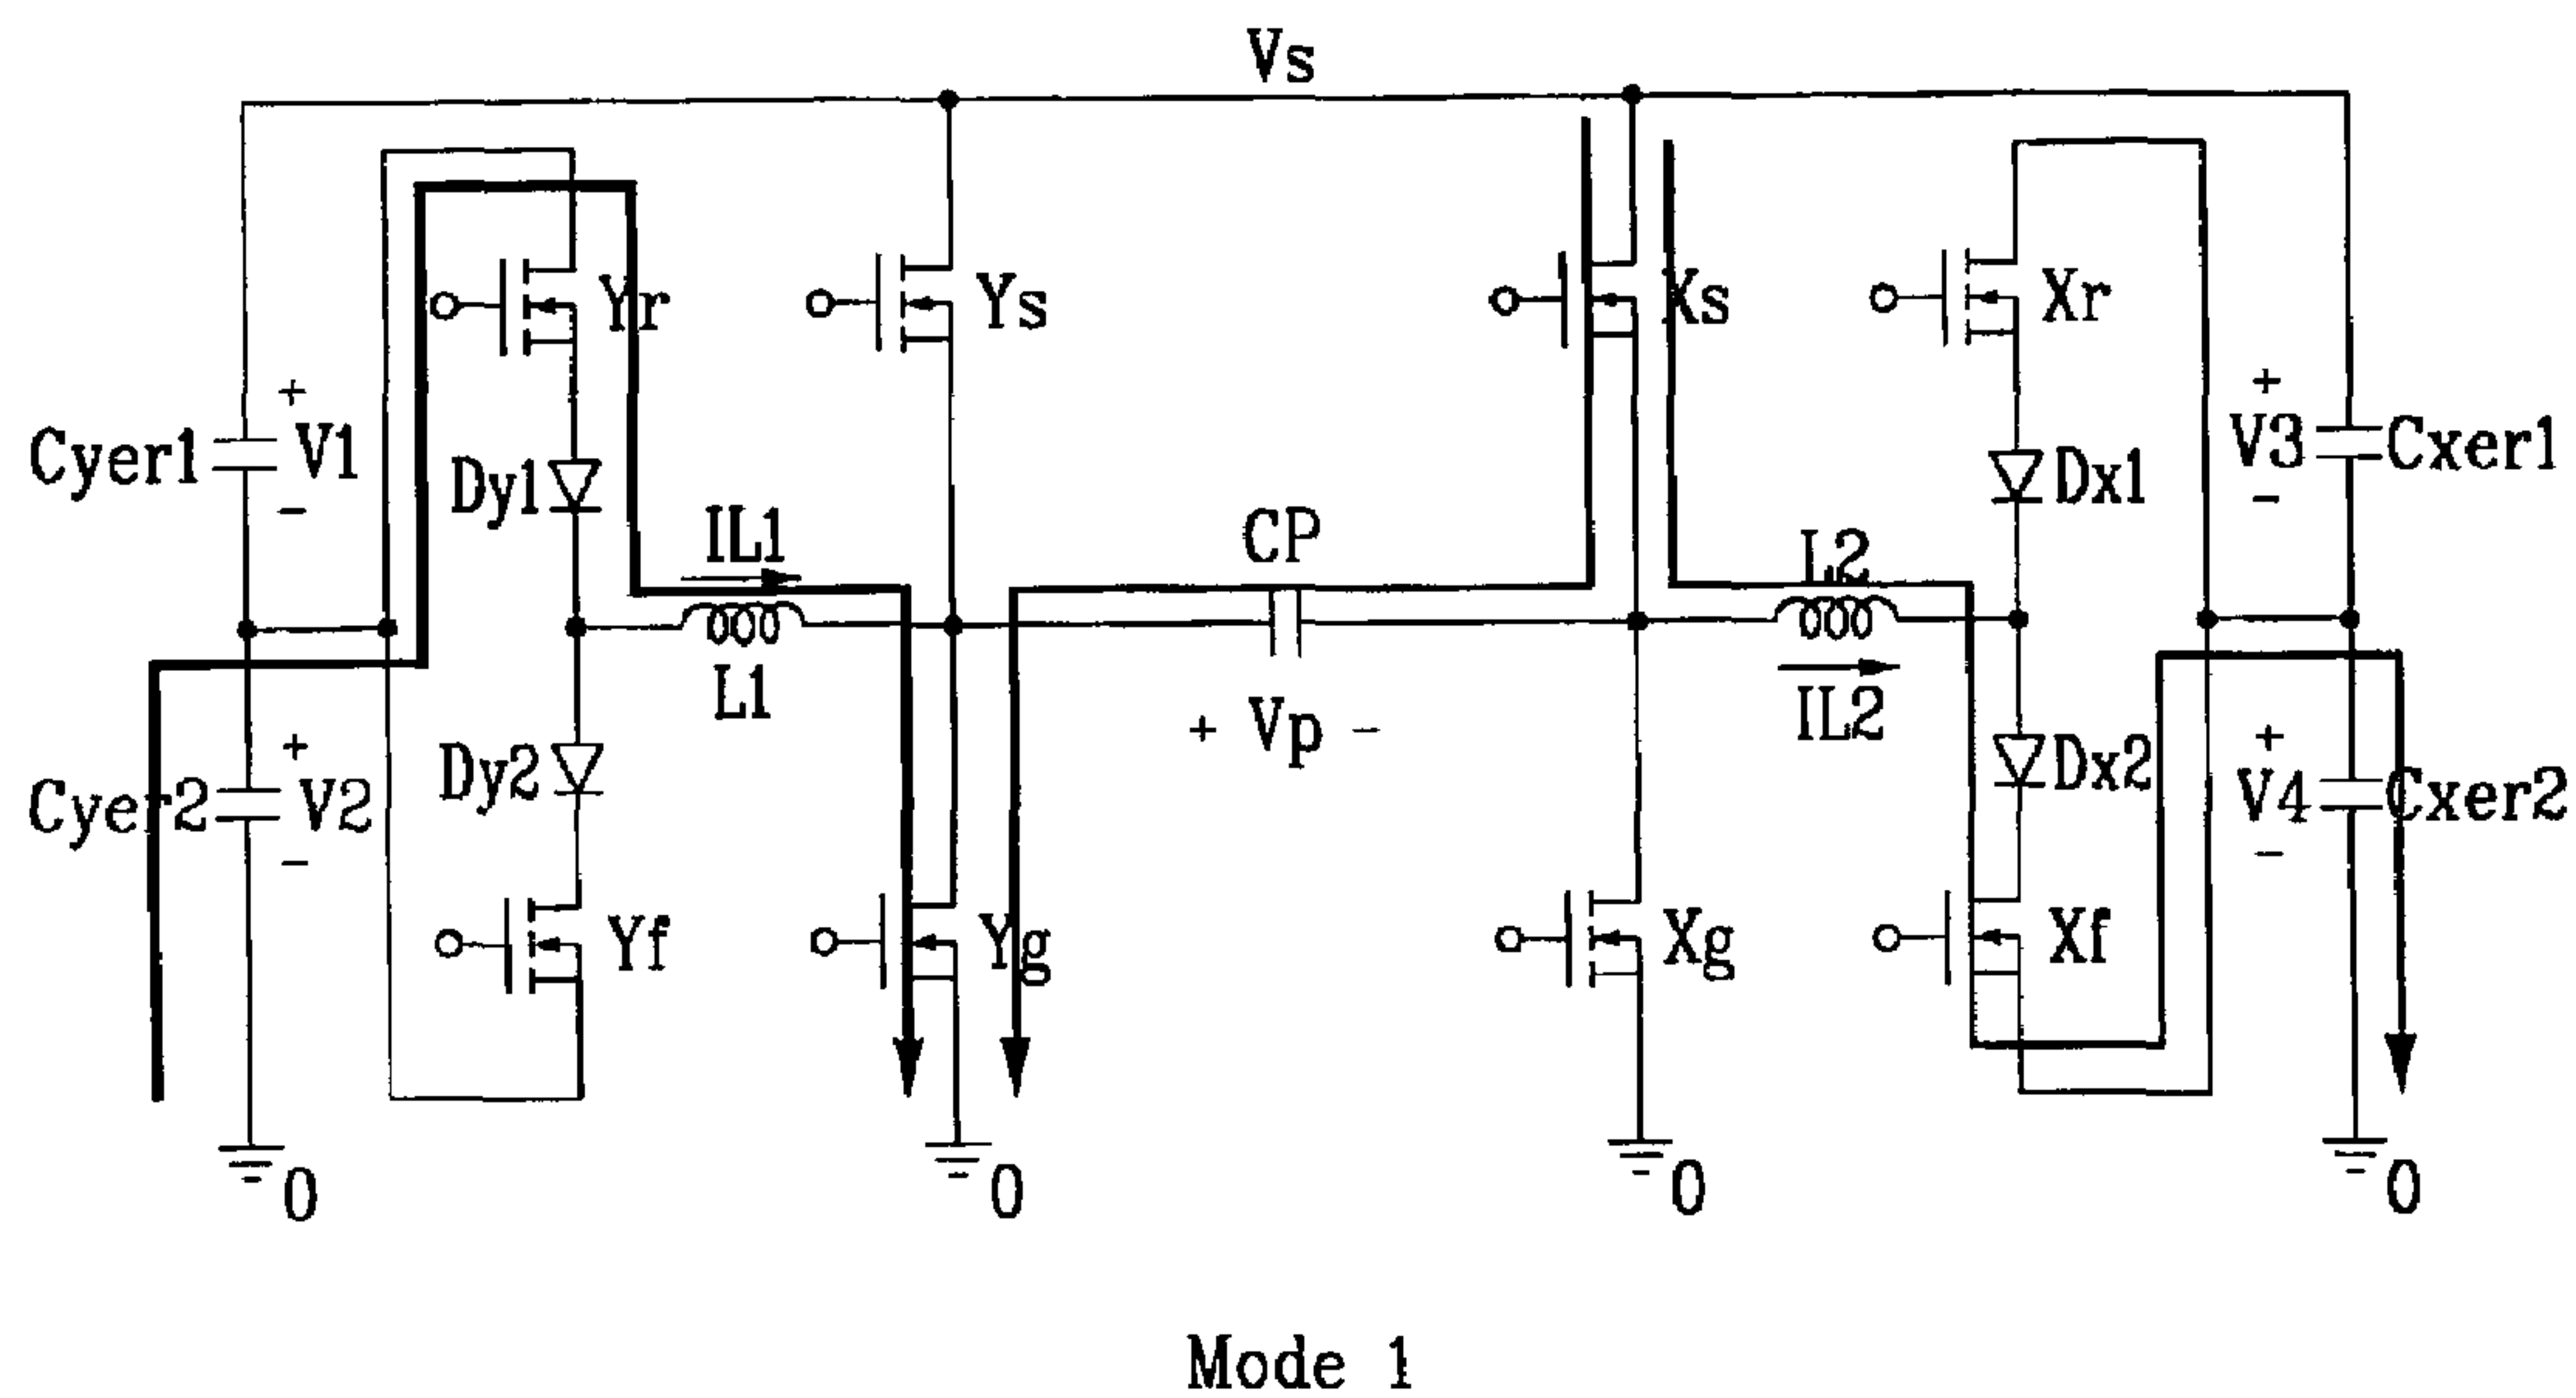 Vs
Yr
Ys
Xs
Xr
+
+
Cyer1
V1
V3
Cxer1
-
-
Dy1
Dx1
IL1
CP
L2
L1
+ Vp -
IL2
+
+
Dy2
Dx2
Cyer2
V2
V4
Cxer2
-
-
Yf
Yg
Xg
Xf
0
0
0
0
Mode 1